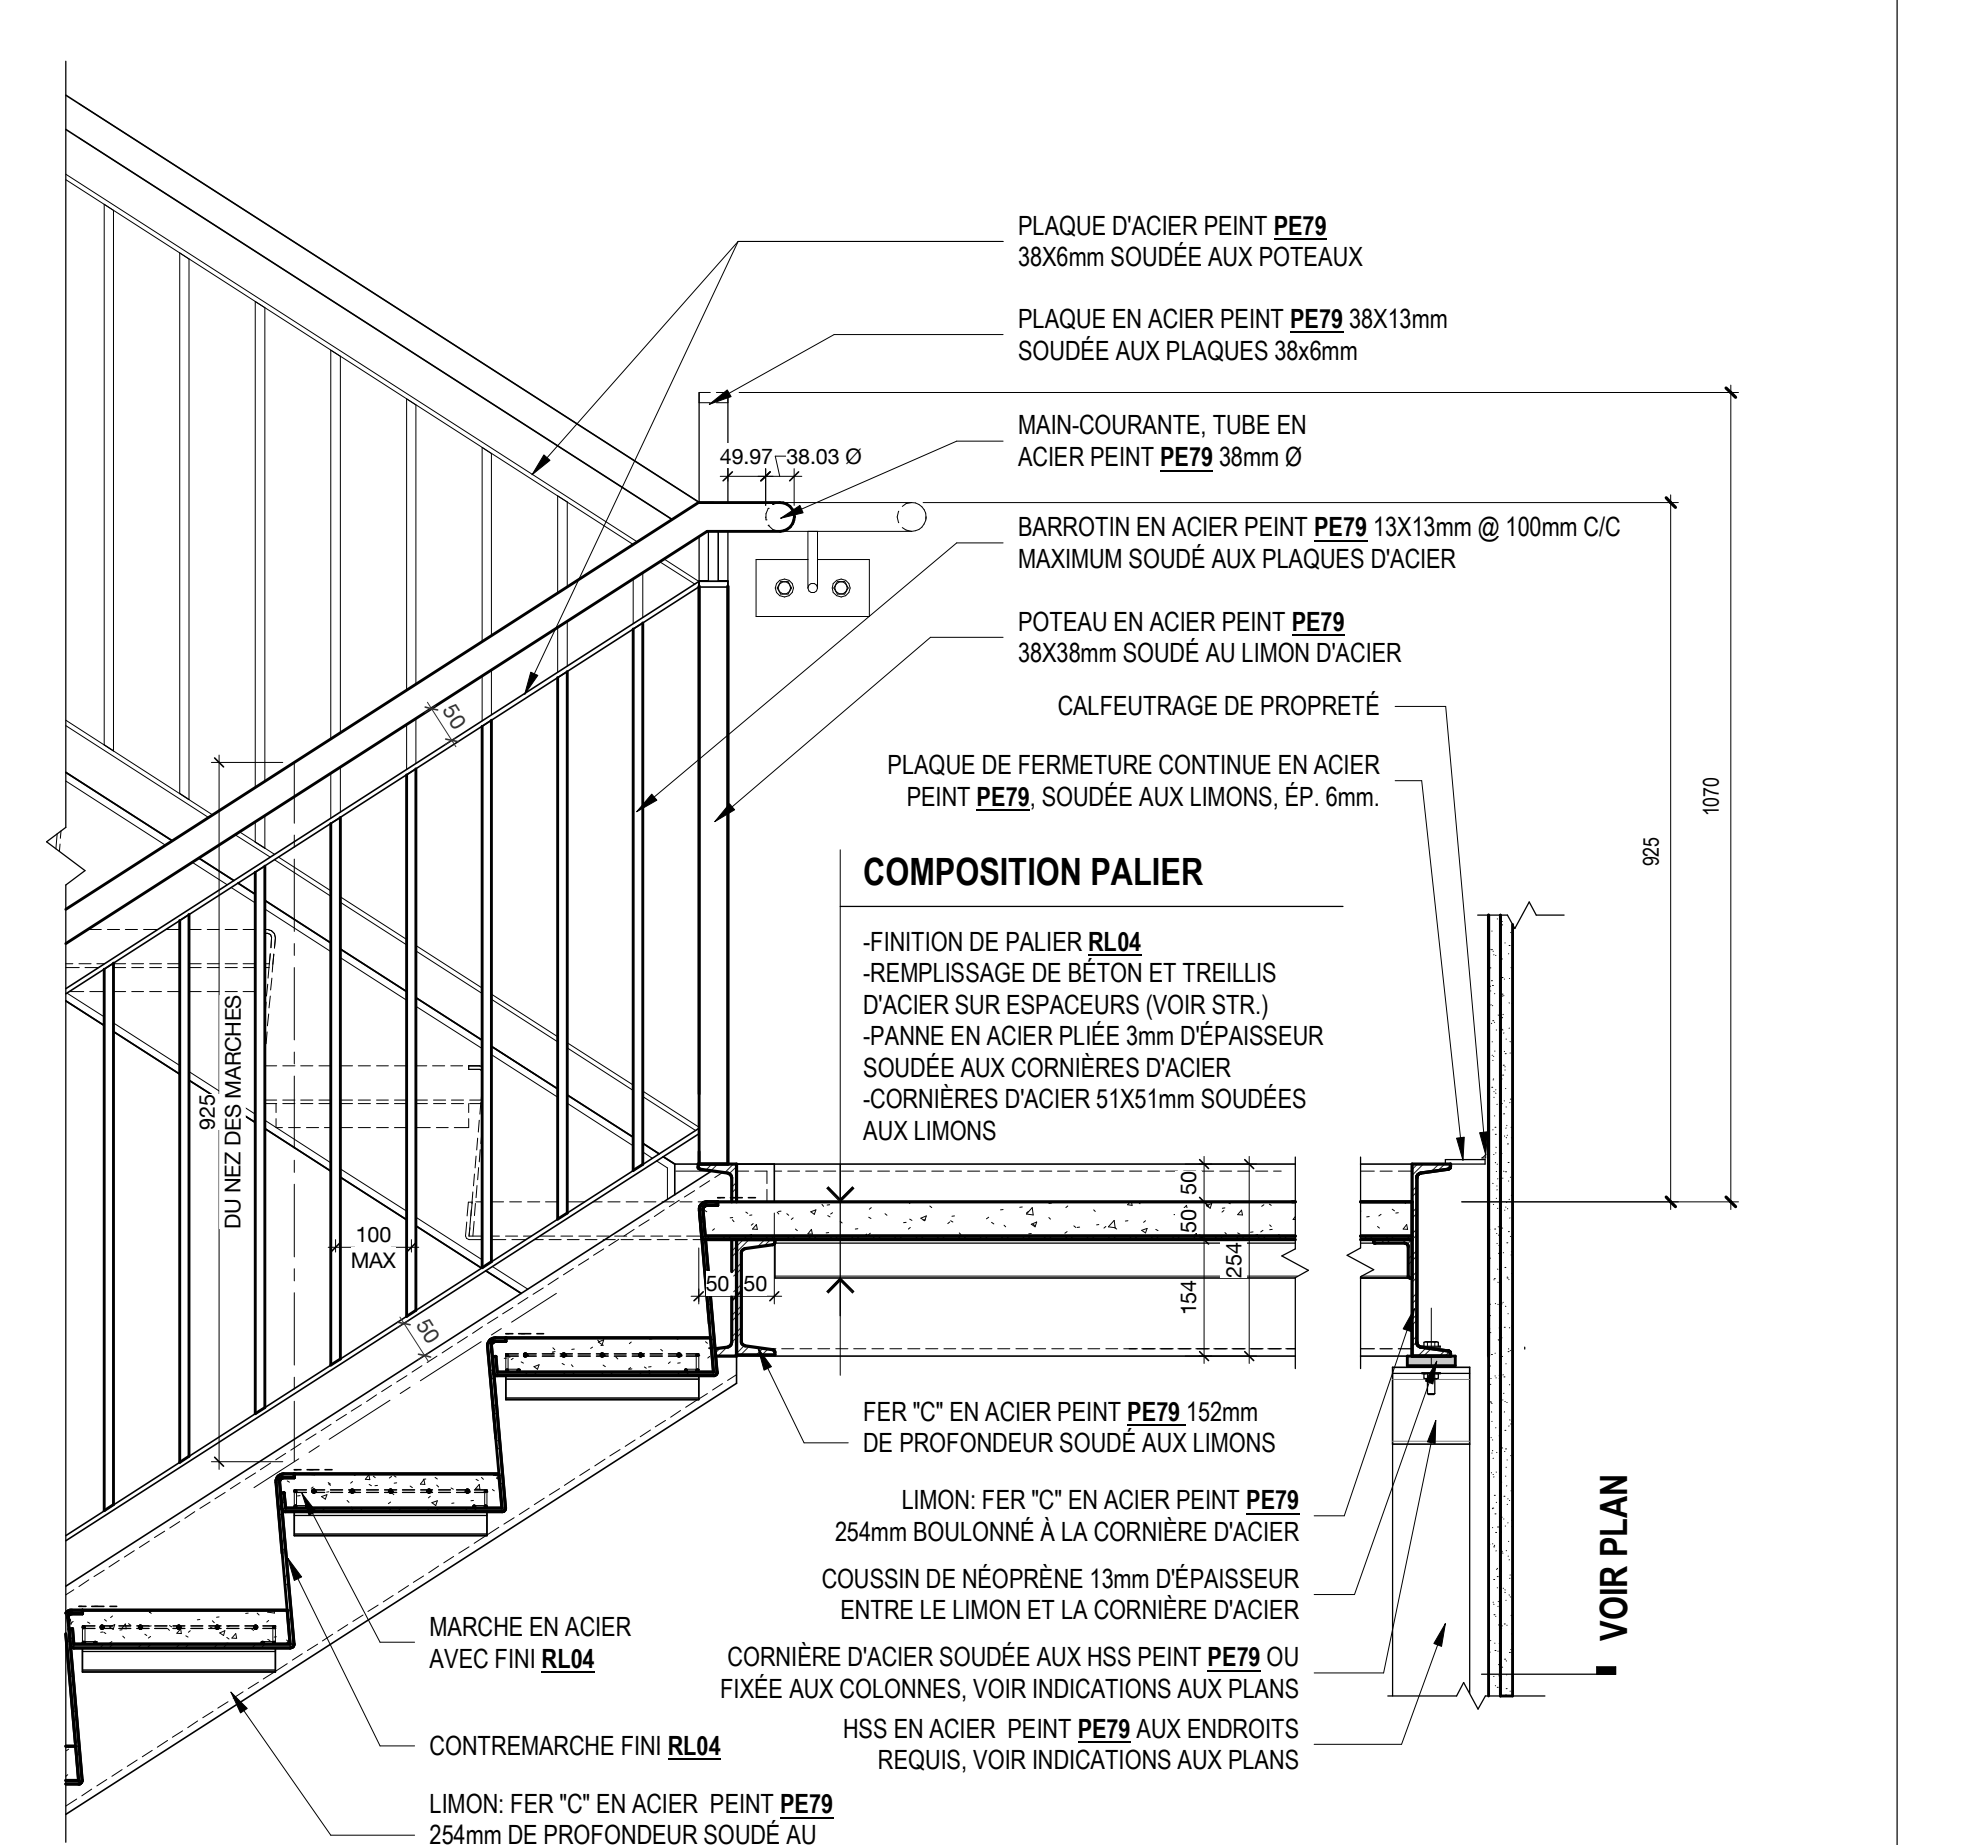 PLAQUE D'ACIER PEINT PE79
38X6mm SOUDÉE AUX POTEAUX
PLAQUE EN ACIER PEINT PE79 38X13mm
SOUDÉE AUX PLAQUES 38x6mm
MAIN-COURANTE, TUBE EN
ACIER PEINT PE79 38mm Ø
49.97
38.03 Ø
BARROTIN EN ACIER PEINT PE79 13X13mm @ 100mm C/C
MAXIMUM SOUDÉ AUX PLAQUES D'ACIER
POTEAU EN ACIER PEINT PE79
38X38mm SOUDÉ AU LIMON D'ACIER
CALFEUTRAGE DE PROPRETÉ
PLAQUE DE FERMETURE CONTINUE EN ACIER
PEINT PE79, SOUDÉE AUX LIMONS, ÉP. 6mm.
50
1070
925
COMPOSITION PALIER
-FINITION DE PALIER RL04
-REMPLISSAGE DE BÉTON ET TREILLIS
D'ACIER SUR ESPACEURS (VOIR STR.)
-PANNE EN ACIER PLIÉE 3mm D'ÉPAISSEUR
SOUDÉE AUX CORNIÈRES D'ACIER
-CORNIÈRES D'ACIER 51X51mm SOUDÉES
AUX LIMONS
925
DU NEZ DES MARCHES
100
MAX
50
50
50
154
254
50
50
FER "C" EN ACIER PEINT PE79 152mm
DE PROFONDEUR SOUDÉ AUX LIMONS
LIMON: FER "C" EN ACIER PEINT PE79
254mm BOULONNÉ À LA CORNIÈRE D'ACIER
COUSSIN DE NÉOPRÈNE 13mm D'ÉPAISSEUR
ENTRE LE LIMON ET LA CORNIÈRE D'ACIER
CORNIÈRE D'ACIER SOUDÉE AUX HSS PEINT PE79 OU
FIXÉE AUX COLONNES, VOIR INDICATIONS AUX PLANS
HSS EN ACIER PEINT PE79 AUX ENDROITS
REQUIS, VOIR INDICATIONS AUX PLANS
VOIR PLAN
MARCHE EN ACIER
AVEC FINI RL04
CONTREMARCHE FINI RL04
LIMON: FER "C" EN ACIER PEINT PE79
254mm DE PROFONDEUR SOUDÉ AU